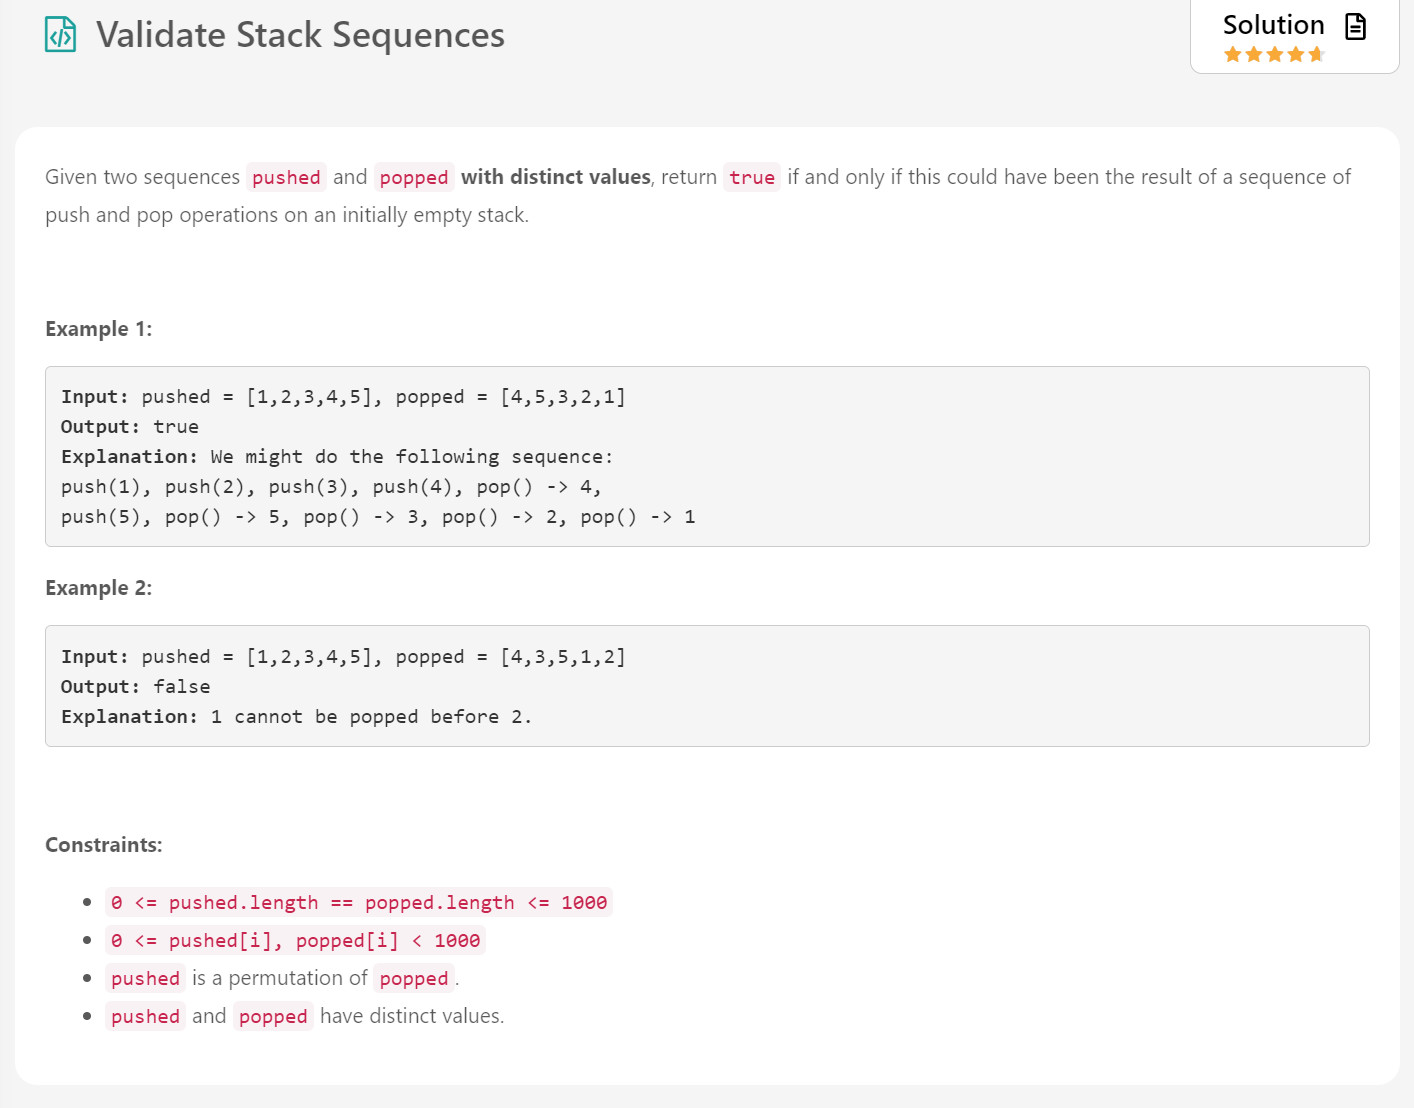 Validate Stack Sequences
Solution
Given two sequences pushed and popped with distinct values, return true if and only if this could have been the result of a sequence of
push and pop operations on an initially empty stack.
Example 1:
Input: pushed = [1,2,3,4,5], popped = [4,5,3,2,1]
Output: true
Explanation: We might do the following sequence:
push(1), push(2), push(3), push(4), pop() -> 4,
push(5), pop() -> 5, pop() -> 3, pop() -> 2, pop() -> 1
Example 2:
Input: pushed = [1,2,3,4,5], popped = [4,3,5,1,2]
Output: false
Explanation: 1 cannot be popped before 2.
Constraints:
0 <= pushed.length == popped.length <= 1000
0 <= pushed[i], popped[i] < 1000
pushed is a permutation of popped.
pushed and popped have distinct values.